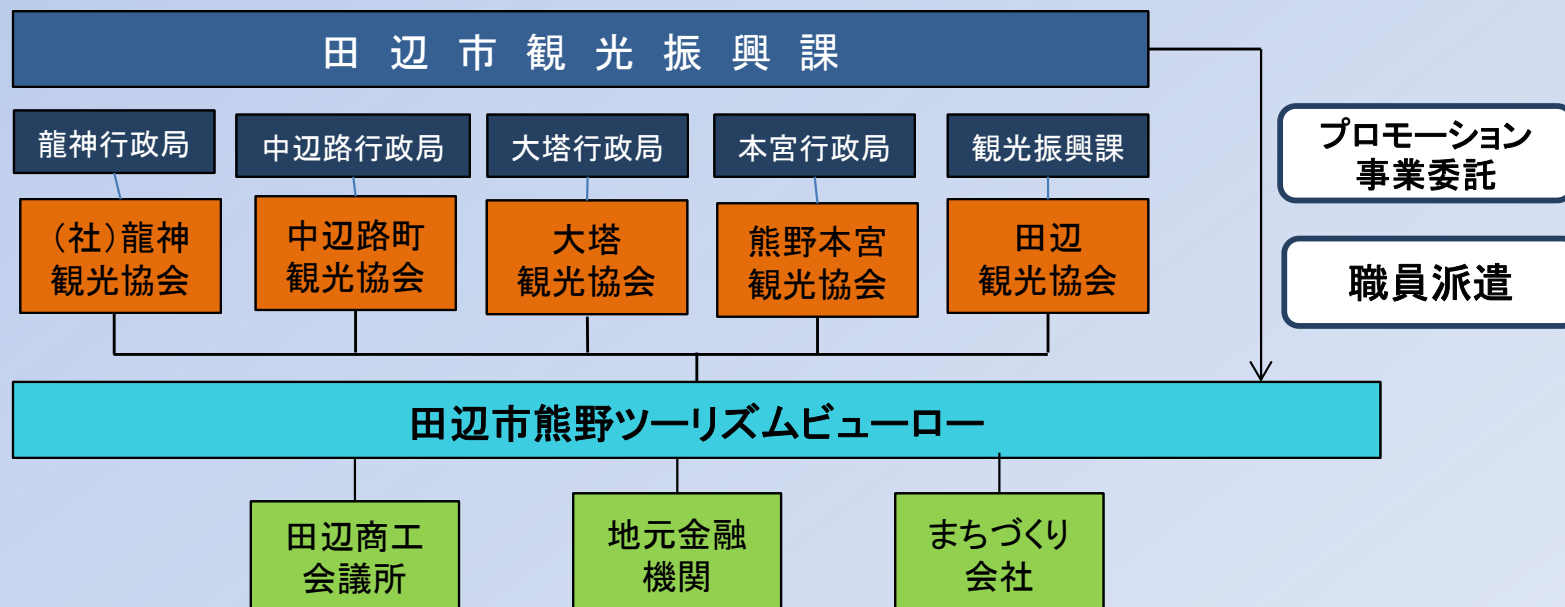 田辺市観光振興課
龍神行政局
中辺路行政局
大塔行政局
本宮行政局
観光振興課
プロモーション
事業委託
(社)龍神
観光協会
中辺路町
観光協会
大塔
観光協会
熊野本宮
観光協会
田辺
観光協会
職員派遣
田辺市熊野ツーリズムビューロー
田辺商工
会議所
地元金融
機関
まちづくり
会社